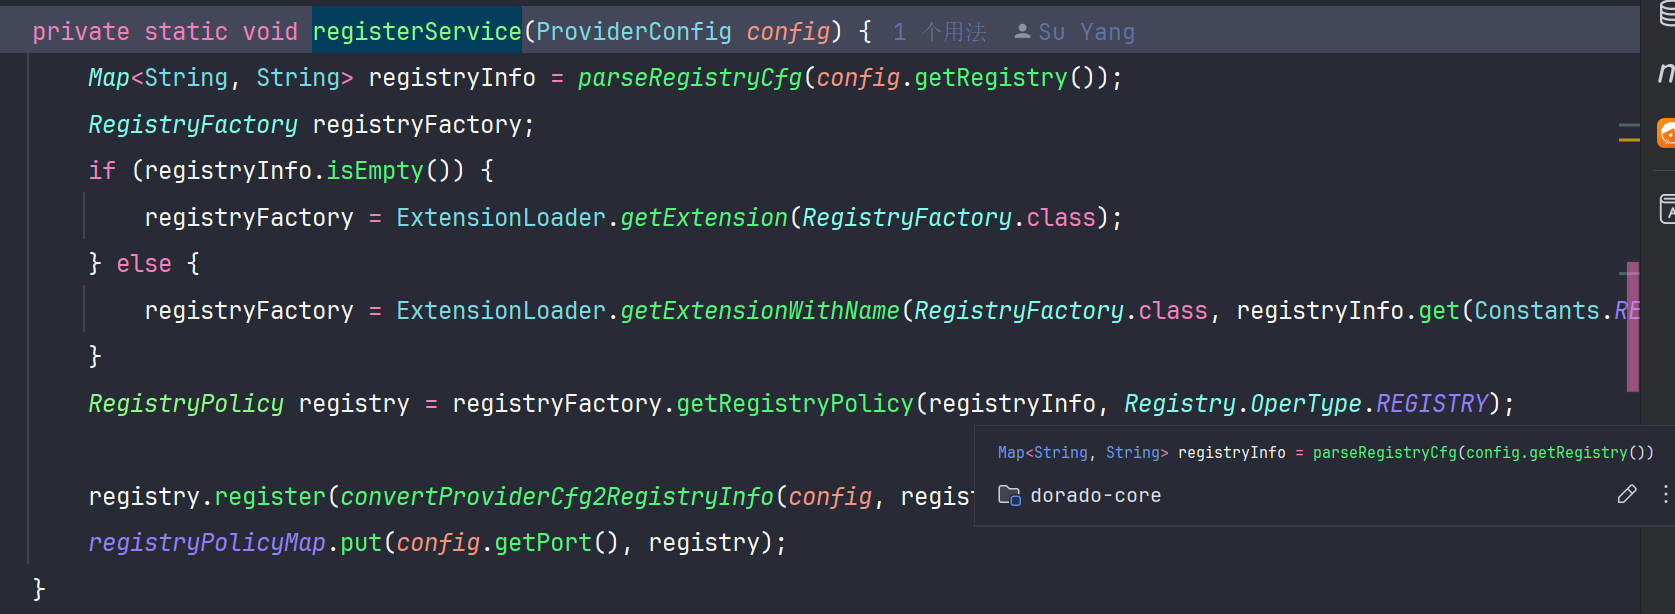 private static void registerService(ProviderConfig config) { 1 个用法 Su Yang
Map<String, String> registryInfo = parseRegistryCfg(config.getRegistry());
RegistryFactory registryFactory;
if (registryInfo.isEmpty()) {
registryFactory = ExtensionLoader.getExtension(RegistryFactory.class);
} else {
registryFactory = ExtensionLoader.getExtensionWithName(RegistryFactory.class, registryInfo.get(Constants.RE
}
RegistryPolicy registry = registryFactory.getRegistryPolicy(registryInfo, Registry.OperType.REGISTRY);
Map<String, String> registryInfo = parseRegistryCfg(config.getRegistry())
dorado-core
registry.register(convertProviderCfg2RegistryInfo(config, regist
registryPolicyMap.put(config.getPort(), registry);
}